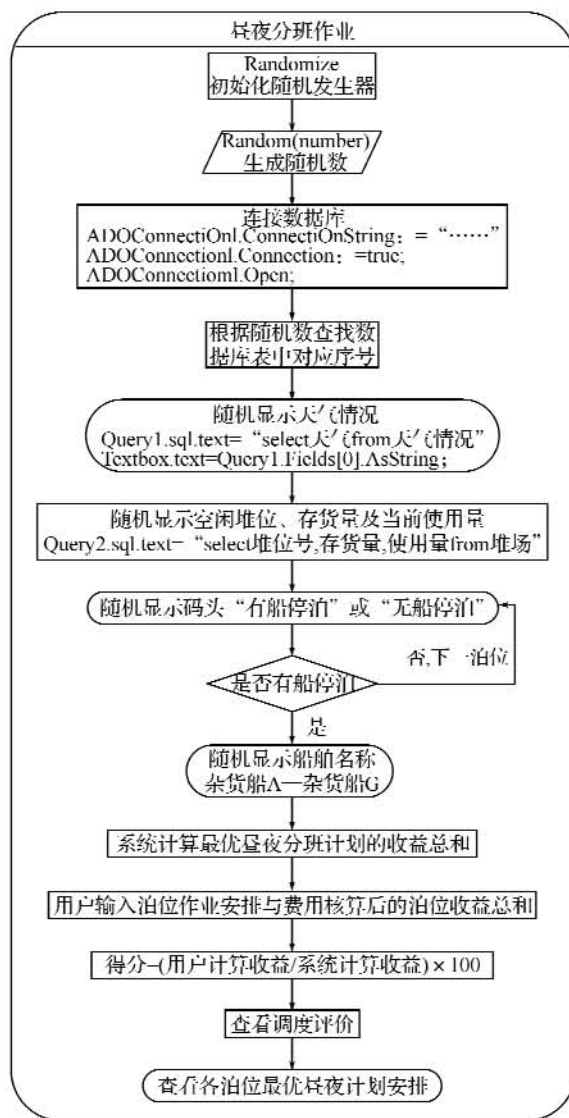 昼夜分班作业
Randomize
初始化随机发生器
Random(number)
生成随机数
连接数据库
ADOConnectiOnl.ConnectiOnString：=“……”
ADOConnectionl.Connection：=true;
ADOConnectioml.Open;
根据随机数查找数
据库表中对应序号
随机显示天气情况
Query1.sql.text=“select天气from天气情况”
Textbox.text=Query1.Fields[0].AsString;
随机显示空闲堆位、存货量及当前使用量
Query2.sql.text=“select堆位号,存货量,使用量from堆场”
随机显示码头“有船停泊”或“无船停泊”
否,下一泊位
是否有船停泊
是
随机显示船舶名称
杂货船A—杂货船G
系统计算最优昼夜分班计划的收益总和
用户输入泊位作业安排与费用核算后的泊位收益总和
得分=(用户计算收益/系统计算收益)×100
查看调度评价
查看各泊位最优昼夜计划安排